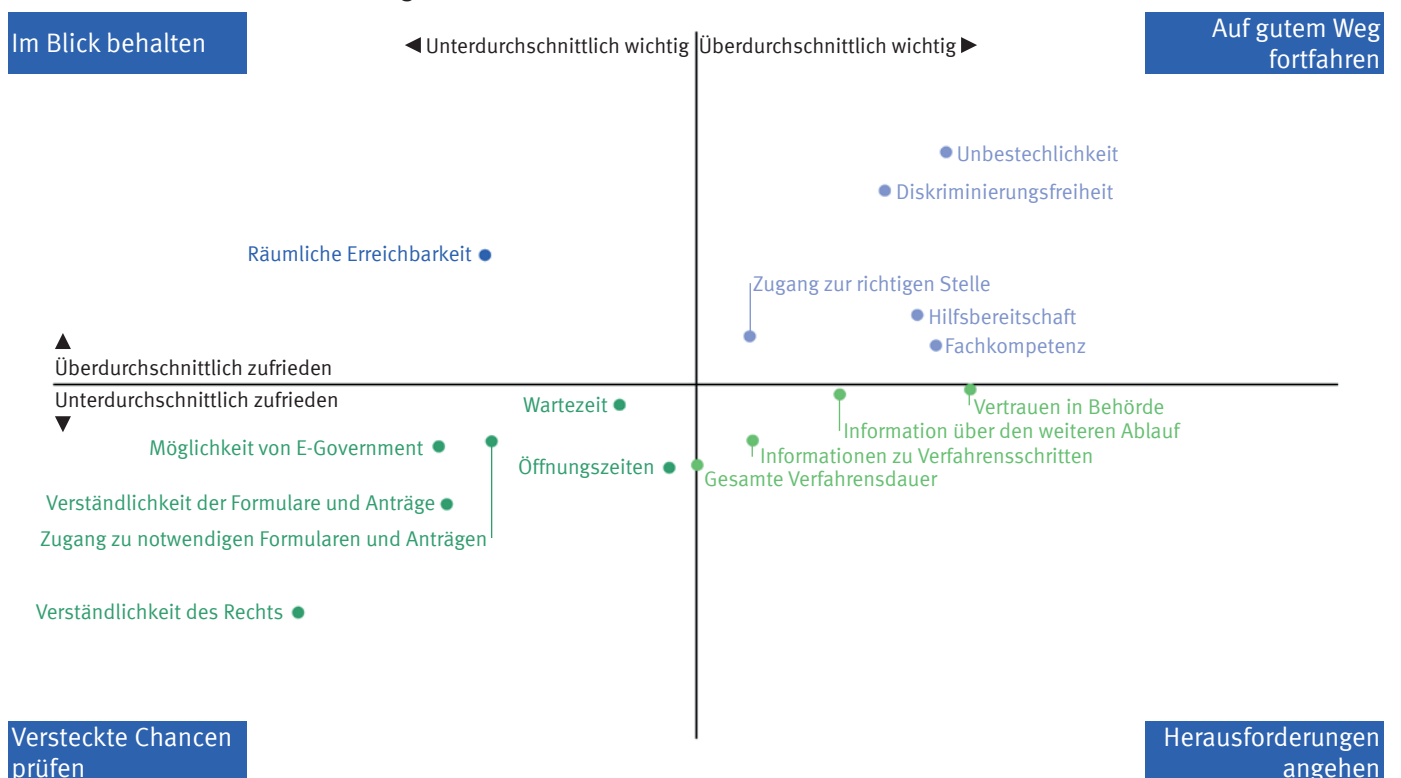 Im Blick behalten
◄ Unterdurchschnittlich wichtig
Überdurchschnittlich wichtig ►
Auf gutem Weg
fortfahren
Unbestechlichkeit
Diskriminierungsfreiheit
Räumliche Erreichbarkeit
Zugang zur richtigen Stelle
Hilfsbereitschaft
Fachkompetenz
▲
Überdurchschnittlich zufrieden
Unterdurchschnittlich zufrieden
▼
Wartezeit
Vertrauen in Behörde
Information über den weiteren Ablauf
Möglichkeit von E-Government
Informationen zu Verfahrensschritten
Öffnungszeiten
Gesamte Verfahrensdauer
Verständlichkeit der Formulare und Anträge
Zugang zu notwendigen Formularen und Anträgen
Verständlichkeit des Rechts
Versteckte Chancen
prüfen
Herausforderungen
angehen